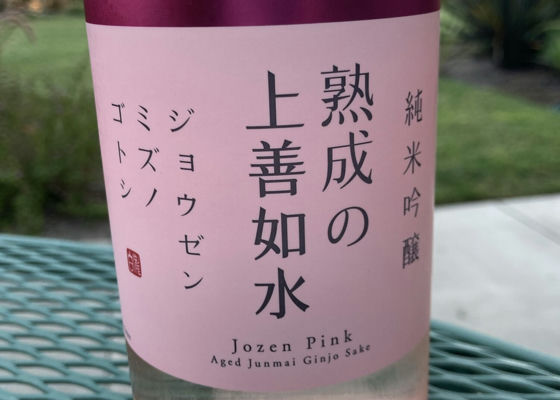 純米吟醸
熟成の
上善如水
ジョウゼン
ミズノ
ゴトシ
Jozen Pink
Aged Junmai Ginjo Sake